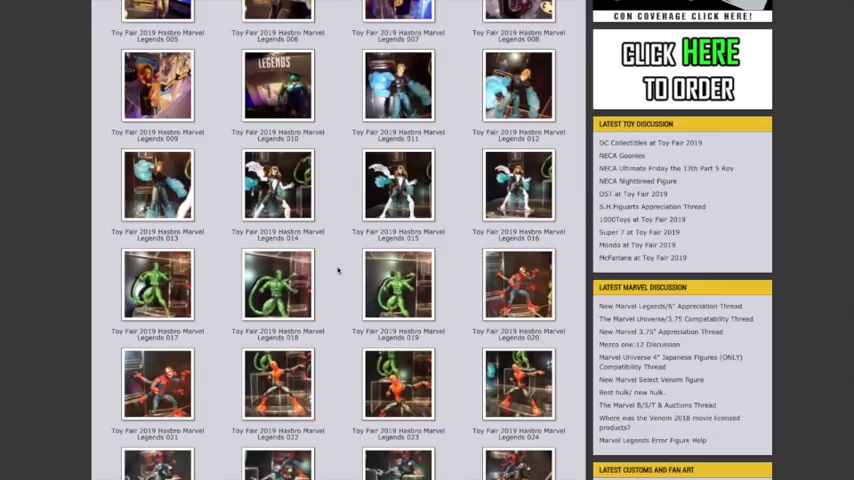 CON COVERAGE CLICK HERE!
Toy Fair 2019 Hasbro Marvel
Legends 005
Toy Fair 2019 Hasbro Marvel
Legends 006
Toy Fair 2019 Hasbro Marvel
Legends 007
Toy Fair 2019 Hasbro Marvel
Legends 008
LEGENDS
Toy Fair 2019 Hasbro Marvel
Legends 009
Toy Fair 2019 Hasbro Marvel
Legends 010
Toy Fair 2019 Hasbro Marvel
Legends 011
Toy Fair 2019 Hasbro Marvel
Legends 012
Toy Fair 2019 Hasbro Marvel
Legends 013
Toy Fair 2019 Hasbro Marvel
Legends 014
Toy Fair 2019 Hasbro Marvel
Legends 015
Toy Fair 2019 Hasbro Marvel
Legends 016
Toy Fair 2019 Hasbro Marvel
Legends 017
Toy Fair 2019 Hasbro Marvel
Legends 018
Toy Fair 2019 Hasbro Marvel
Legends 019
Toy Fair 2019 Hasbro Marvel
Legends 020
Toy Fair 2019 Hasbro Marvel
Legends 021
Toy Fair 2019 Hasbro Marvel
Legends 022
Toy Fair 2019 Hasbro Marvel
Legends 023
Toy Fair 2019 Hasbro Marvel
Legends 024
CLICK HERE
TO ORDER
LATEST TOY DISCUSSION
DC Collectibles at Toy Fair 2019
NECA Goonies
NECA Ultimate Friday the 13th Part 5 Roy
NECA Nightbreed Figure
DST at Toy Fair 2019
S.H.Figuarts Appreciation Thread
1000Toys at Toy Fair 2019
Super 7 at Toy Fair 2019
Mondo at Toy Fair 2019
McFarlane at Toy Fair 2019
LATEST MARVEL DISCUSSION
New Marvel Legends/6" Appreciation Thread
The Marvel Universe/3.75 Compatability Thread
New Marvel 3.75" Appreciation Thread
Mezco one:12 Discussion
Marvel Universe 4" Japanese Figures (ONLY)
Compatibility Thread
New Marvel Select Venom figure
Best hulk/ new hulk.
The Marvel B/S/T & Auctions Thread
Where was the Venom 2018 movie licensed
products?
Marvel Legends Error Figure Help
LATEST CUSTOMS AND FAN ART